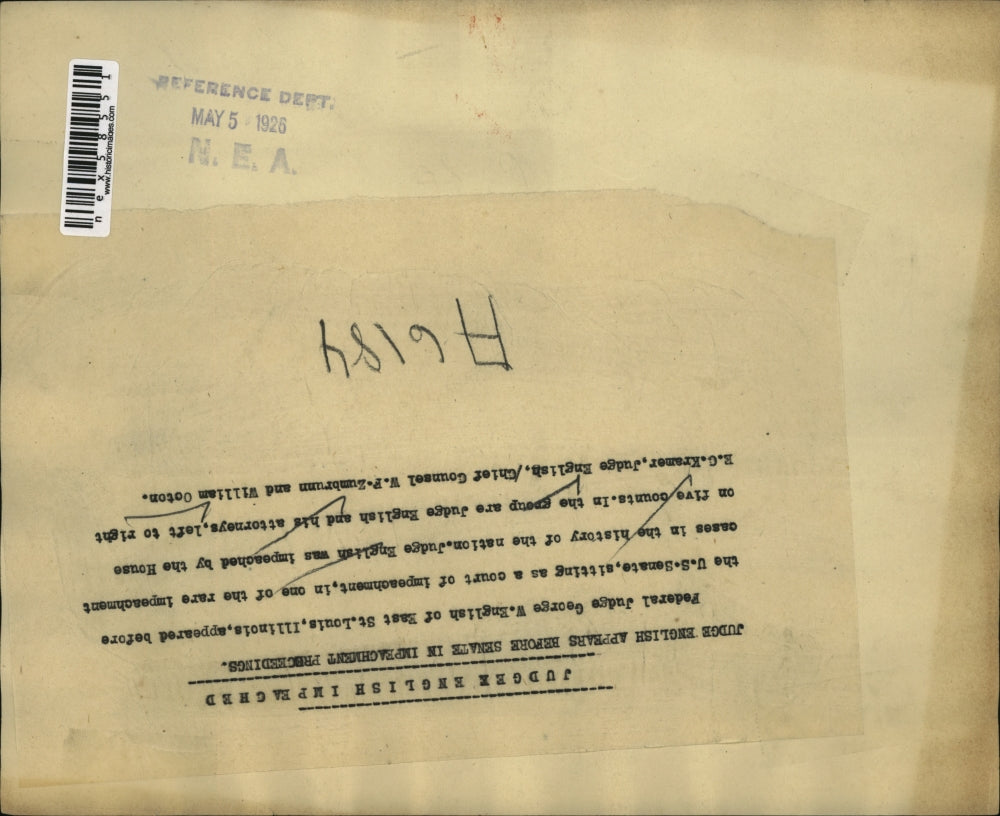 REFERENCE DEPT.
MAY 5 1926
N. E. A.
nex5855 1
www.historicimages.com
A6184
JUDGEX ENGLISH IMPEACHED
JUDGE ENGLISH APPEARS BEFORE SENATE IN IMPEACHMENT PROCEEDINGS.
Federal Judge George W.English of East St.Louis,Illinois,appeared before
the U.S.Senate,sitting as a court of impeachment,in one of the rare impeachment
cases in the history of the nation.Judge English was impeached by the House
on five counts.In the group are Judge English and his attorneys,left to right
E.C.Kramer,Judge English,/Chief Counsel W.F.Zumbrunn and William Octon.